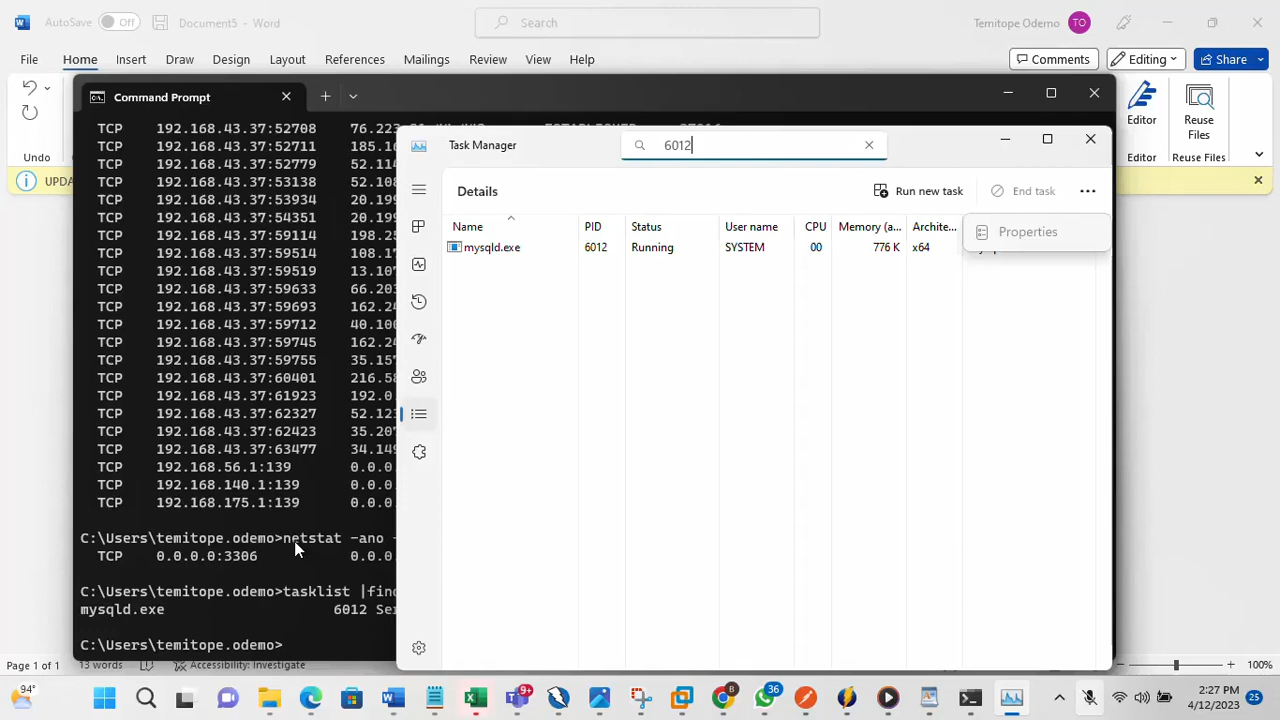 AutoSave Off Document5 - Word Search Temitope Odemo TO
File Home Insert Draw Design Layout References Mailings Review View Help Comments Editing Share
Command Prompt
Undo
Editor
Editor
Reuse
Files
Reuse Files
UPDA
TCP 192.168.43.37:52708 76.223
TCP 192.168.43.37:52711 185.16
TCP 192.168.43.37:52779 52.114
TCP 192.168.43.37:53138 52.108
TCP 192.168.43.37:53934 20.199
TCP 192.168.43.37:54351 20.199
TCP 192.168.43.37:59114 198.25
TCP 192.168.43.37:59514 108.17
TCP 192.168.43.37:59519 13.107
TCP 192.168.43.37:59633 66.203
TCP 192.168.43.37:59693 162.24
TCP 192.168.43.37:59712 40.100
TCP 192.168.43.37:59745 162.24
TCP 192.168.43.37:59755 35.157
TCP 192.168.43.37:60401 216.58
TCP 192.168.43.37:61923 192.0.
TCP 192.168.43.37:62327 52.123
TCP 192.168.43.37:62423 35.207
TCP 192.168.43.37:63477 34.149
TCP 192.168.56.1:139 0.0.0.
TCP 192.168.140.1:139 0.0.0.
TCP 192.168.175.1:139 0.0.0.
C:\Users\temitope.odemo>netstat -ano -
TCP 0.0.0.0:3306 0.0.0.
C:\Users\temitope.odemo>tasklist |find
mysqld.exe 6012 Ser
C:\Users\temitope.odemo>
Task Manager 6012
Details Run new task End task
Properties
Name PID Status User name CPU Memory (a... Archite...
mysqld.exe 6012 Running SYSTEM 00 776 K x64
Page 1 of 1 13 words Accessibility: Investigate 100%
94° 9+ B 36 2:27 PM
4/12/2023 25